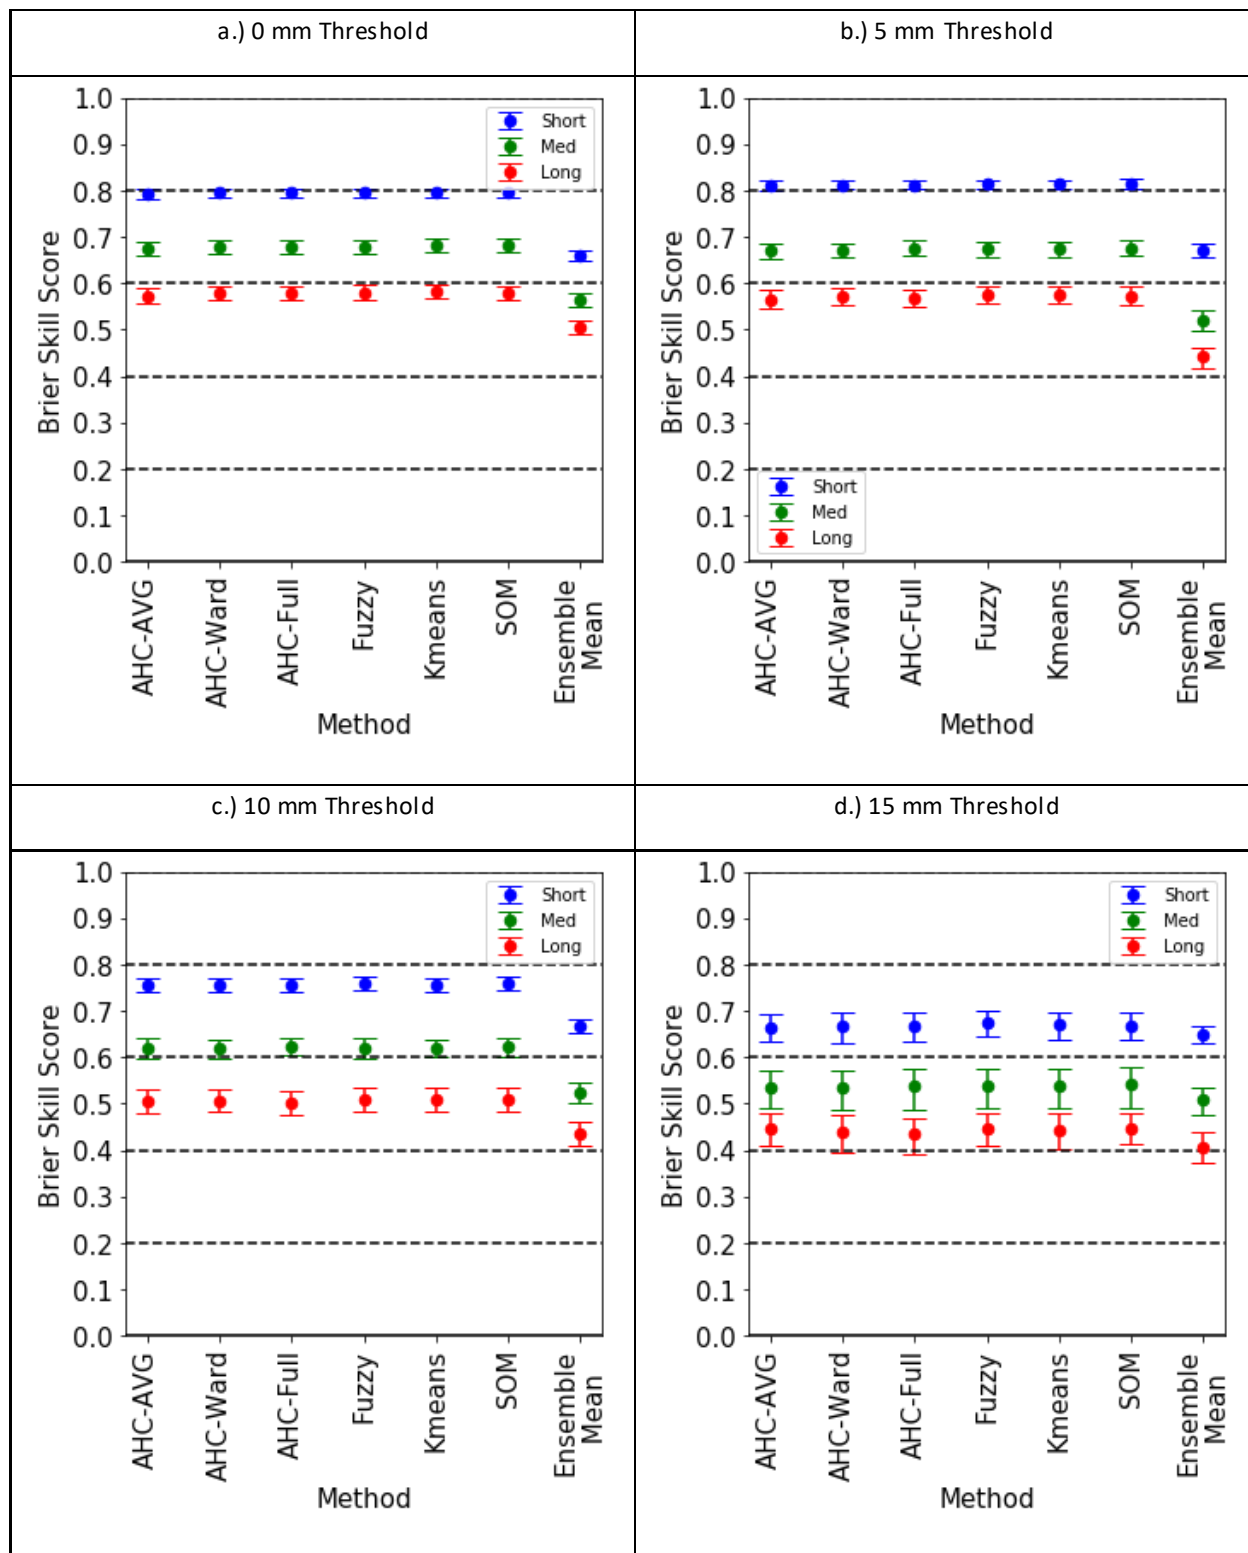 a.) 0 mm Threshold
b.) 5 mm Threshold
1.0
0.9
0.8
0.7
0.6
0.5
0.4
0.3
0.2
0.1
0.0
Brier Skill Score
Short
Med
Long
AHC-AVG
AHC-Ward
AHC-Full
Fuzzy
Kmeans
SOM
Ensemble
Mean
Method
1.0
0.9
0.8
0.7
0.6
0.5
0.4
0.3
0.2
0.1
0.0
Brier Skill Score
Short
Med
Long
AHC-AVG
AHC-Ward
AHC-Full
Fuzzy
Kmeans
SOM
Ensemble
Mean
Method
c.) 10 mm Threshold
d.) 15 mm Threshold
1.0
0.9
0.8
0.7
0.6
0.5
0.4
0.3
0.2
0.1
0.0
Brier Skill Score
Short
Med
Long
AHC-AVG
AHC-Ward
AHC-Full
Fuzzy
Kmeans
SOM
Ensemble
Mean
Method
1.0
0.9
0.8
0.7
0.6
0.5
0.4
0.3
0.2
0.1
0.0
Brier Skill Score
Short
Med
Long
AHC-AVG
AHC-Ward
AHC-Full
Fuzzy
Kmeans
SOM
Ensemble
Mean
Method